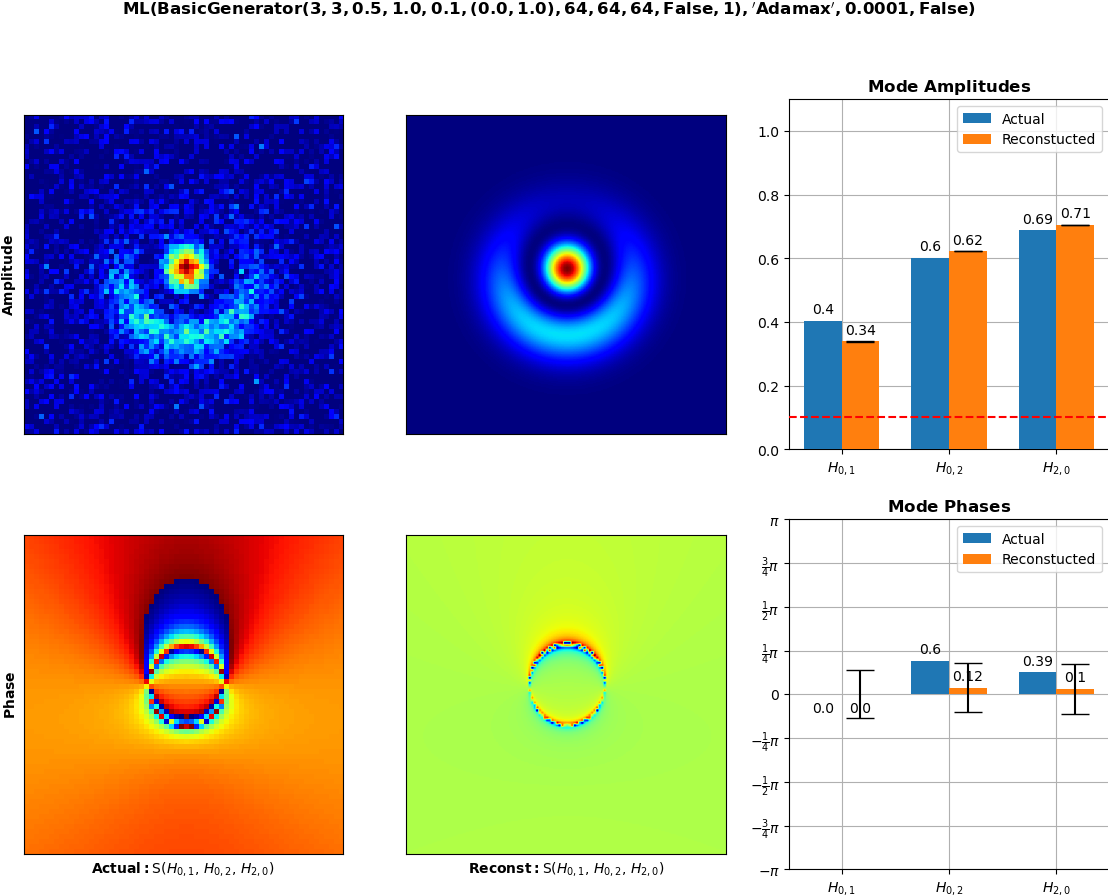 ML(BasicGenerator(3, 3, 0.5, 1.0, 0.1, (0.0, 1.0), 64, 64, 64, False, 1), ′Adamax′, 0.0001, False)
Amplitude
Mode Amplitudes
Actual
Reconstucted
1.0
0.8
0.6
0.4
0.2
0.0
0.4
0.34
0.6
0.62
0.69
0.71
H0, 1
H0, 2
H2, 0
Phase
Actual: S(H0, 1, H0, 2, H2, 0)
Reconst: S(H0, 1, H0, 2, H2, 0)
Mode Phases
Actual
Reconstucted
π
3/4π
1/2π
1/4π
0
−1/4π
−1/2π
−3/4π
−π
0.0
0.0
0.6
0.12
0.39
0.1
H0, 1
H0, 2
H2, 0